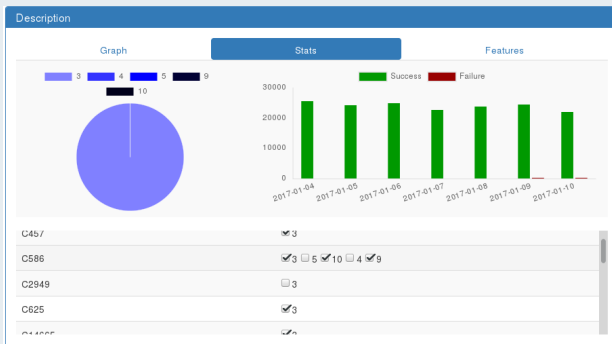 Description
Graph Stats Features
3 4 5 9
10
Success Failure
30000
20000
10000
0
2017-01-04 2017-01-05 2017-01-06 2017-01-07 2017-01-08 2017-01-09 2017-01-10
C457 3
C586 3 5 10 4 9
C2949 3
C625 3
C14665 3